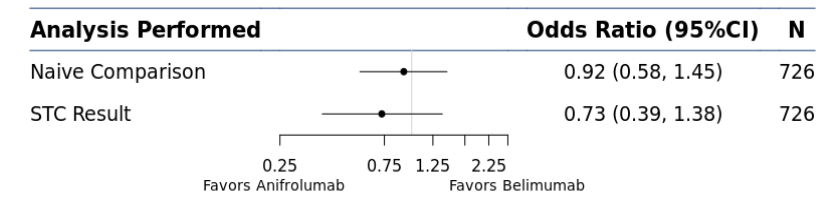 Analysis Performed Odds Ratio (95%CI) N
Naive Comparison 0.92 (0.58, 1.45) 726
STC Result 0.73 (0.39, 1.38) 726
0.25 0.75 1.25 2.25
Favors Anifrolumab Favors Belimumab